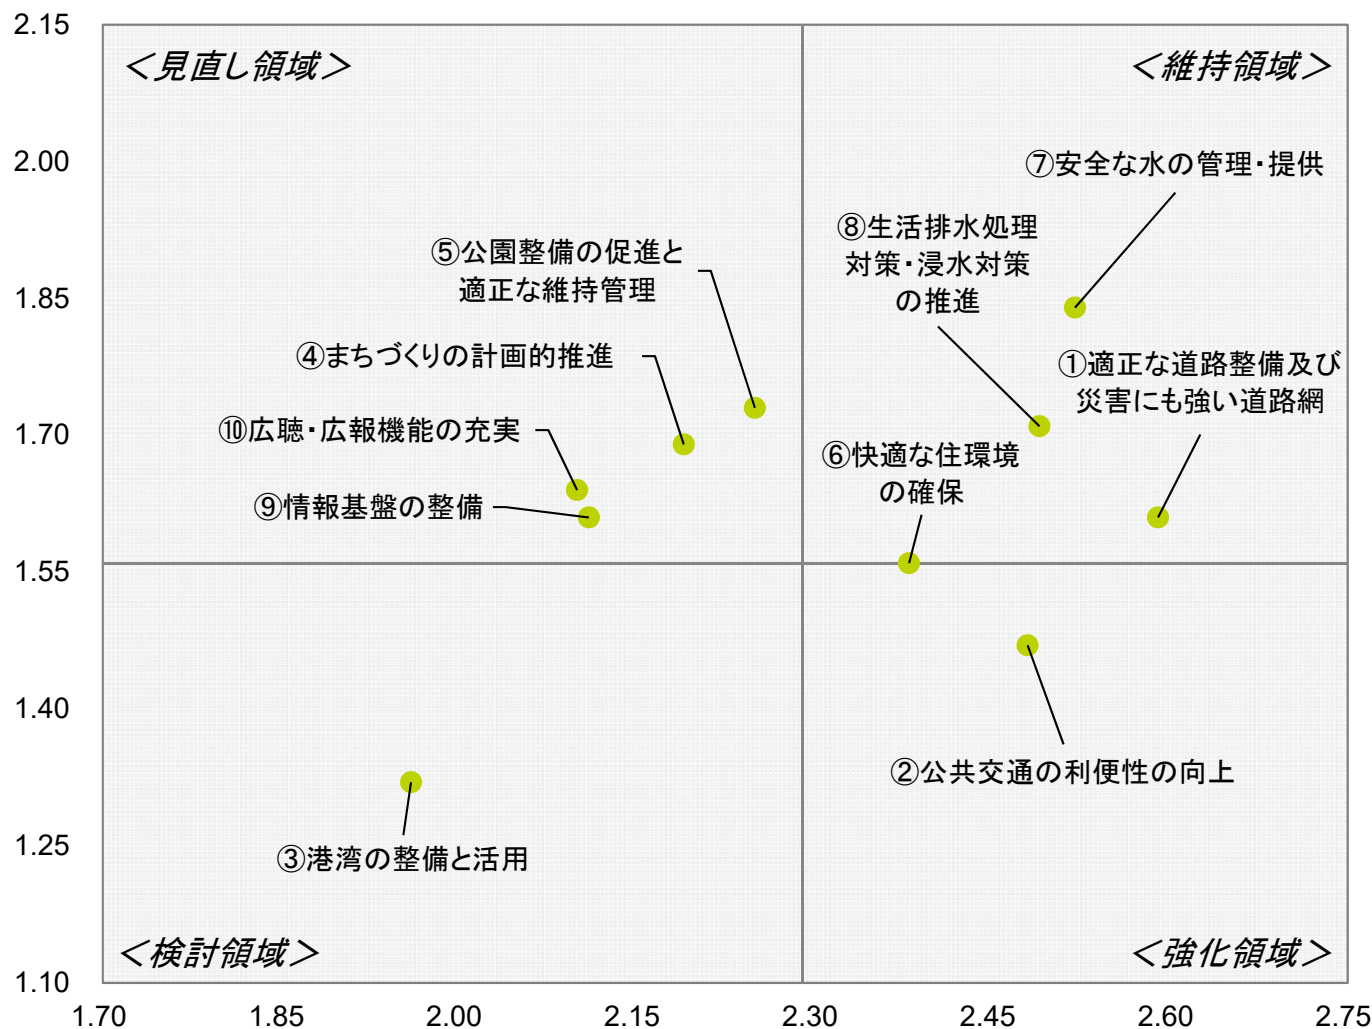 2.15
＜見直し領域＞
＜維持領域＞
2.00
⑦安全な水の管理・提供
⑧生活排水処理
対策・浸水対策
の推進
⑤公園整備の促進と
適正な維持管理
1.85
④まちづくりの計画的推進
①適正な道路整備及び
災害にも強い道路網
1.70
⑩広聴・広報機能の充実
⑥快適な住環境
の確保
⑨情報基盤の整備
1.55
1.40
②公共交通の利便性の向上
1.25
③港湾の整備と活用
＜検討領域＞
＜強化領域＞
1.10
1.70 1.85 2.00 2.15 2.30 2.45 2.60 2.75